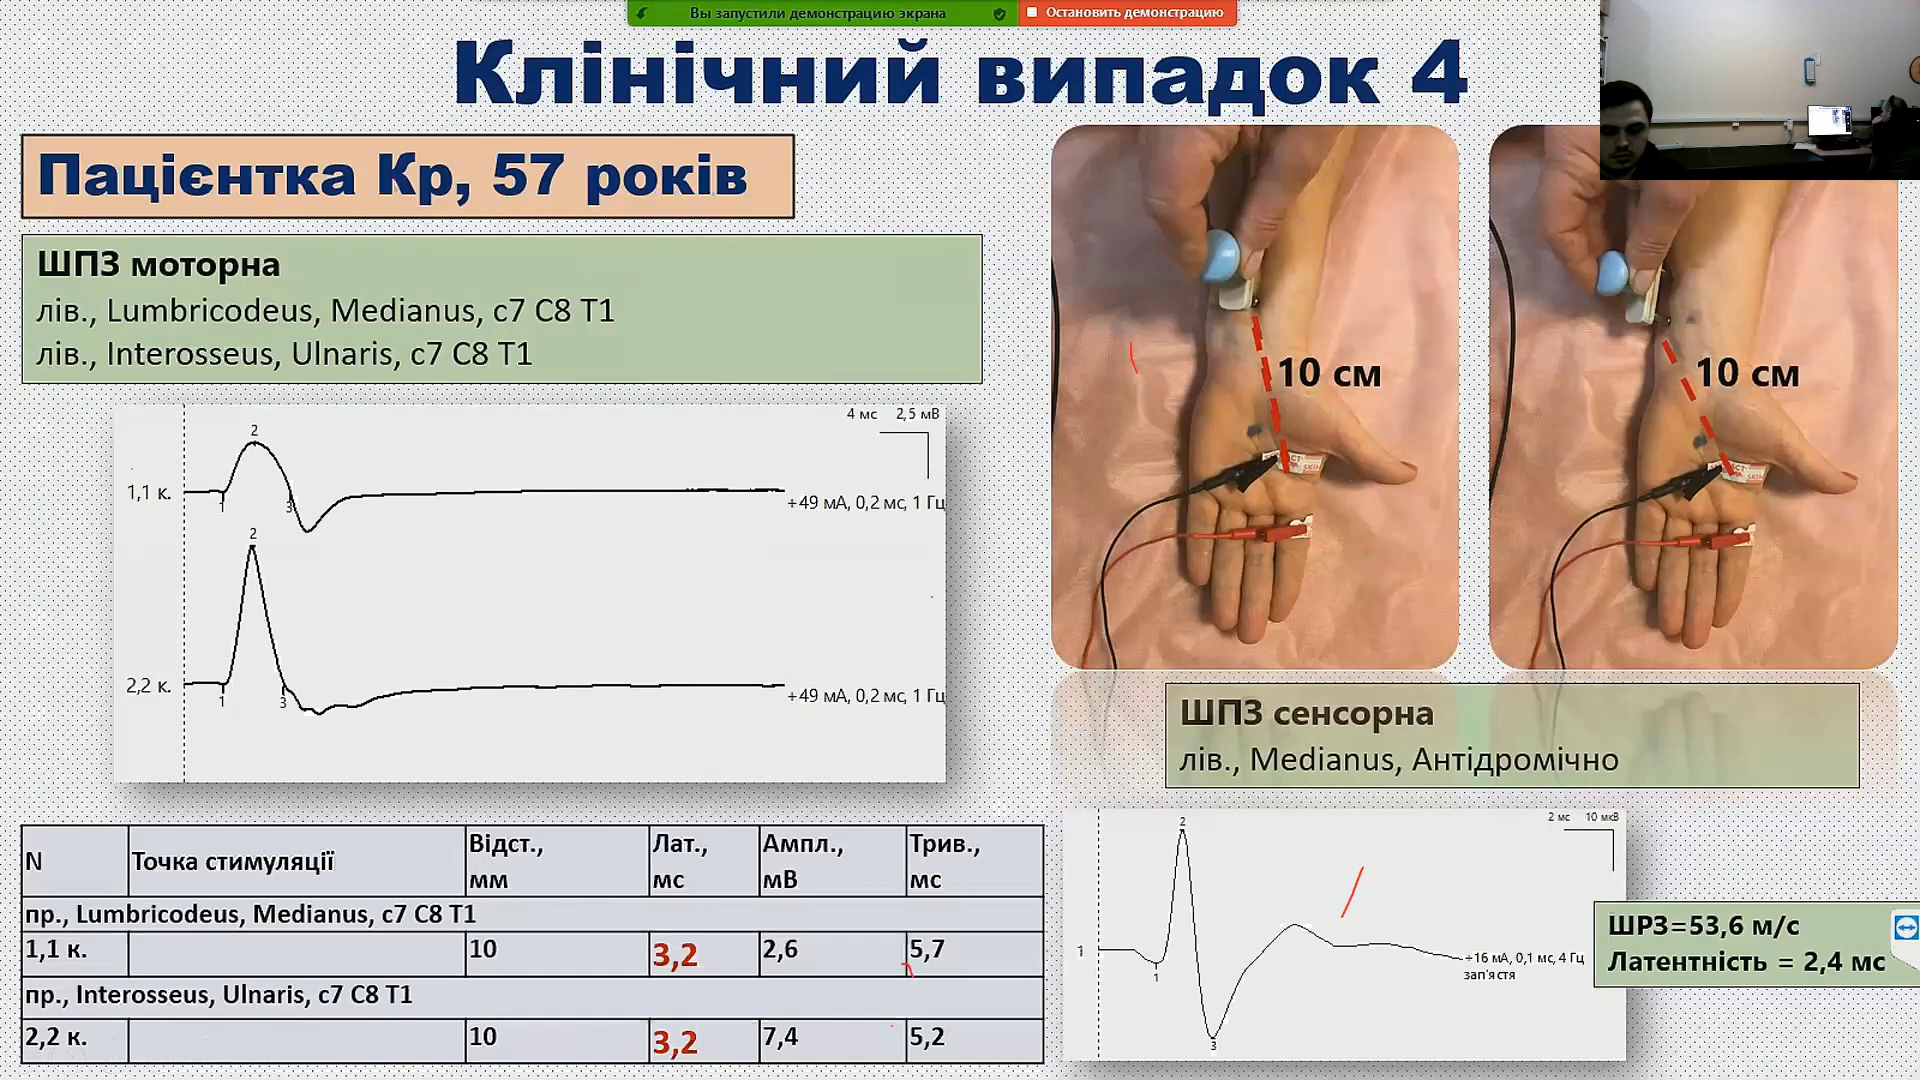 Вы запустили демонстрацию экрана
Остановить демонстрацию
Клінічний випадок 4
Пацієнтка Кр, 57 років
ШПЗ моторна
лів., Lumbricodeus, Medianus, c7 C8 T1
лів., Interosseus, Ulnaris, c7 C8 T1
4 мс 2,5 мВ
2
1,1 к.
1
3
+49 мА, 0,2 мс, 1 Гц
2
2,2 к.
1
3
+49 мА, 0,2 мс, 1 Гц
10 см
10 см
ШПЗ сенсорна
лів., Medianus, Антідромічно
N Точка стимуляції Відст., мм Лат., мс Ампл., мВ Трив., мс
пр., Lumbricodeus, Medianus, c7 C8 T1
1,1 к. 10 3,2 2,6 5,7
пр., Interosseus, Ulnaris, c7 C8 T1
2,2 к. 10 3,2 7,4 5,2
2 мс 10 мкВ
2
1
1
3
+16 мА, 0,1 мс, 4 Гц
зап'ястя
ШРЗ=53,6 м/с
Латентність = 2,4 мс